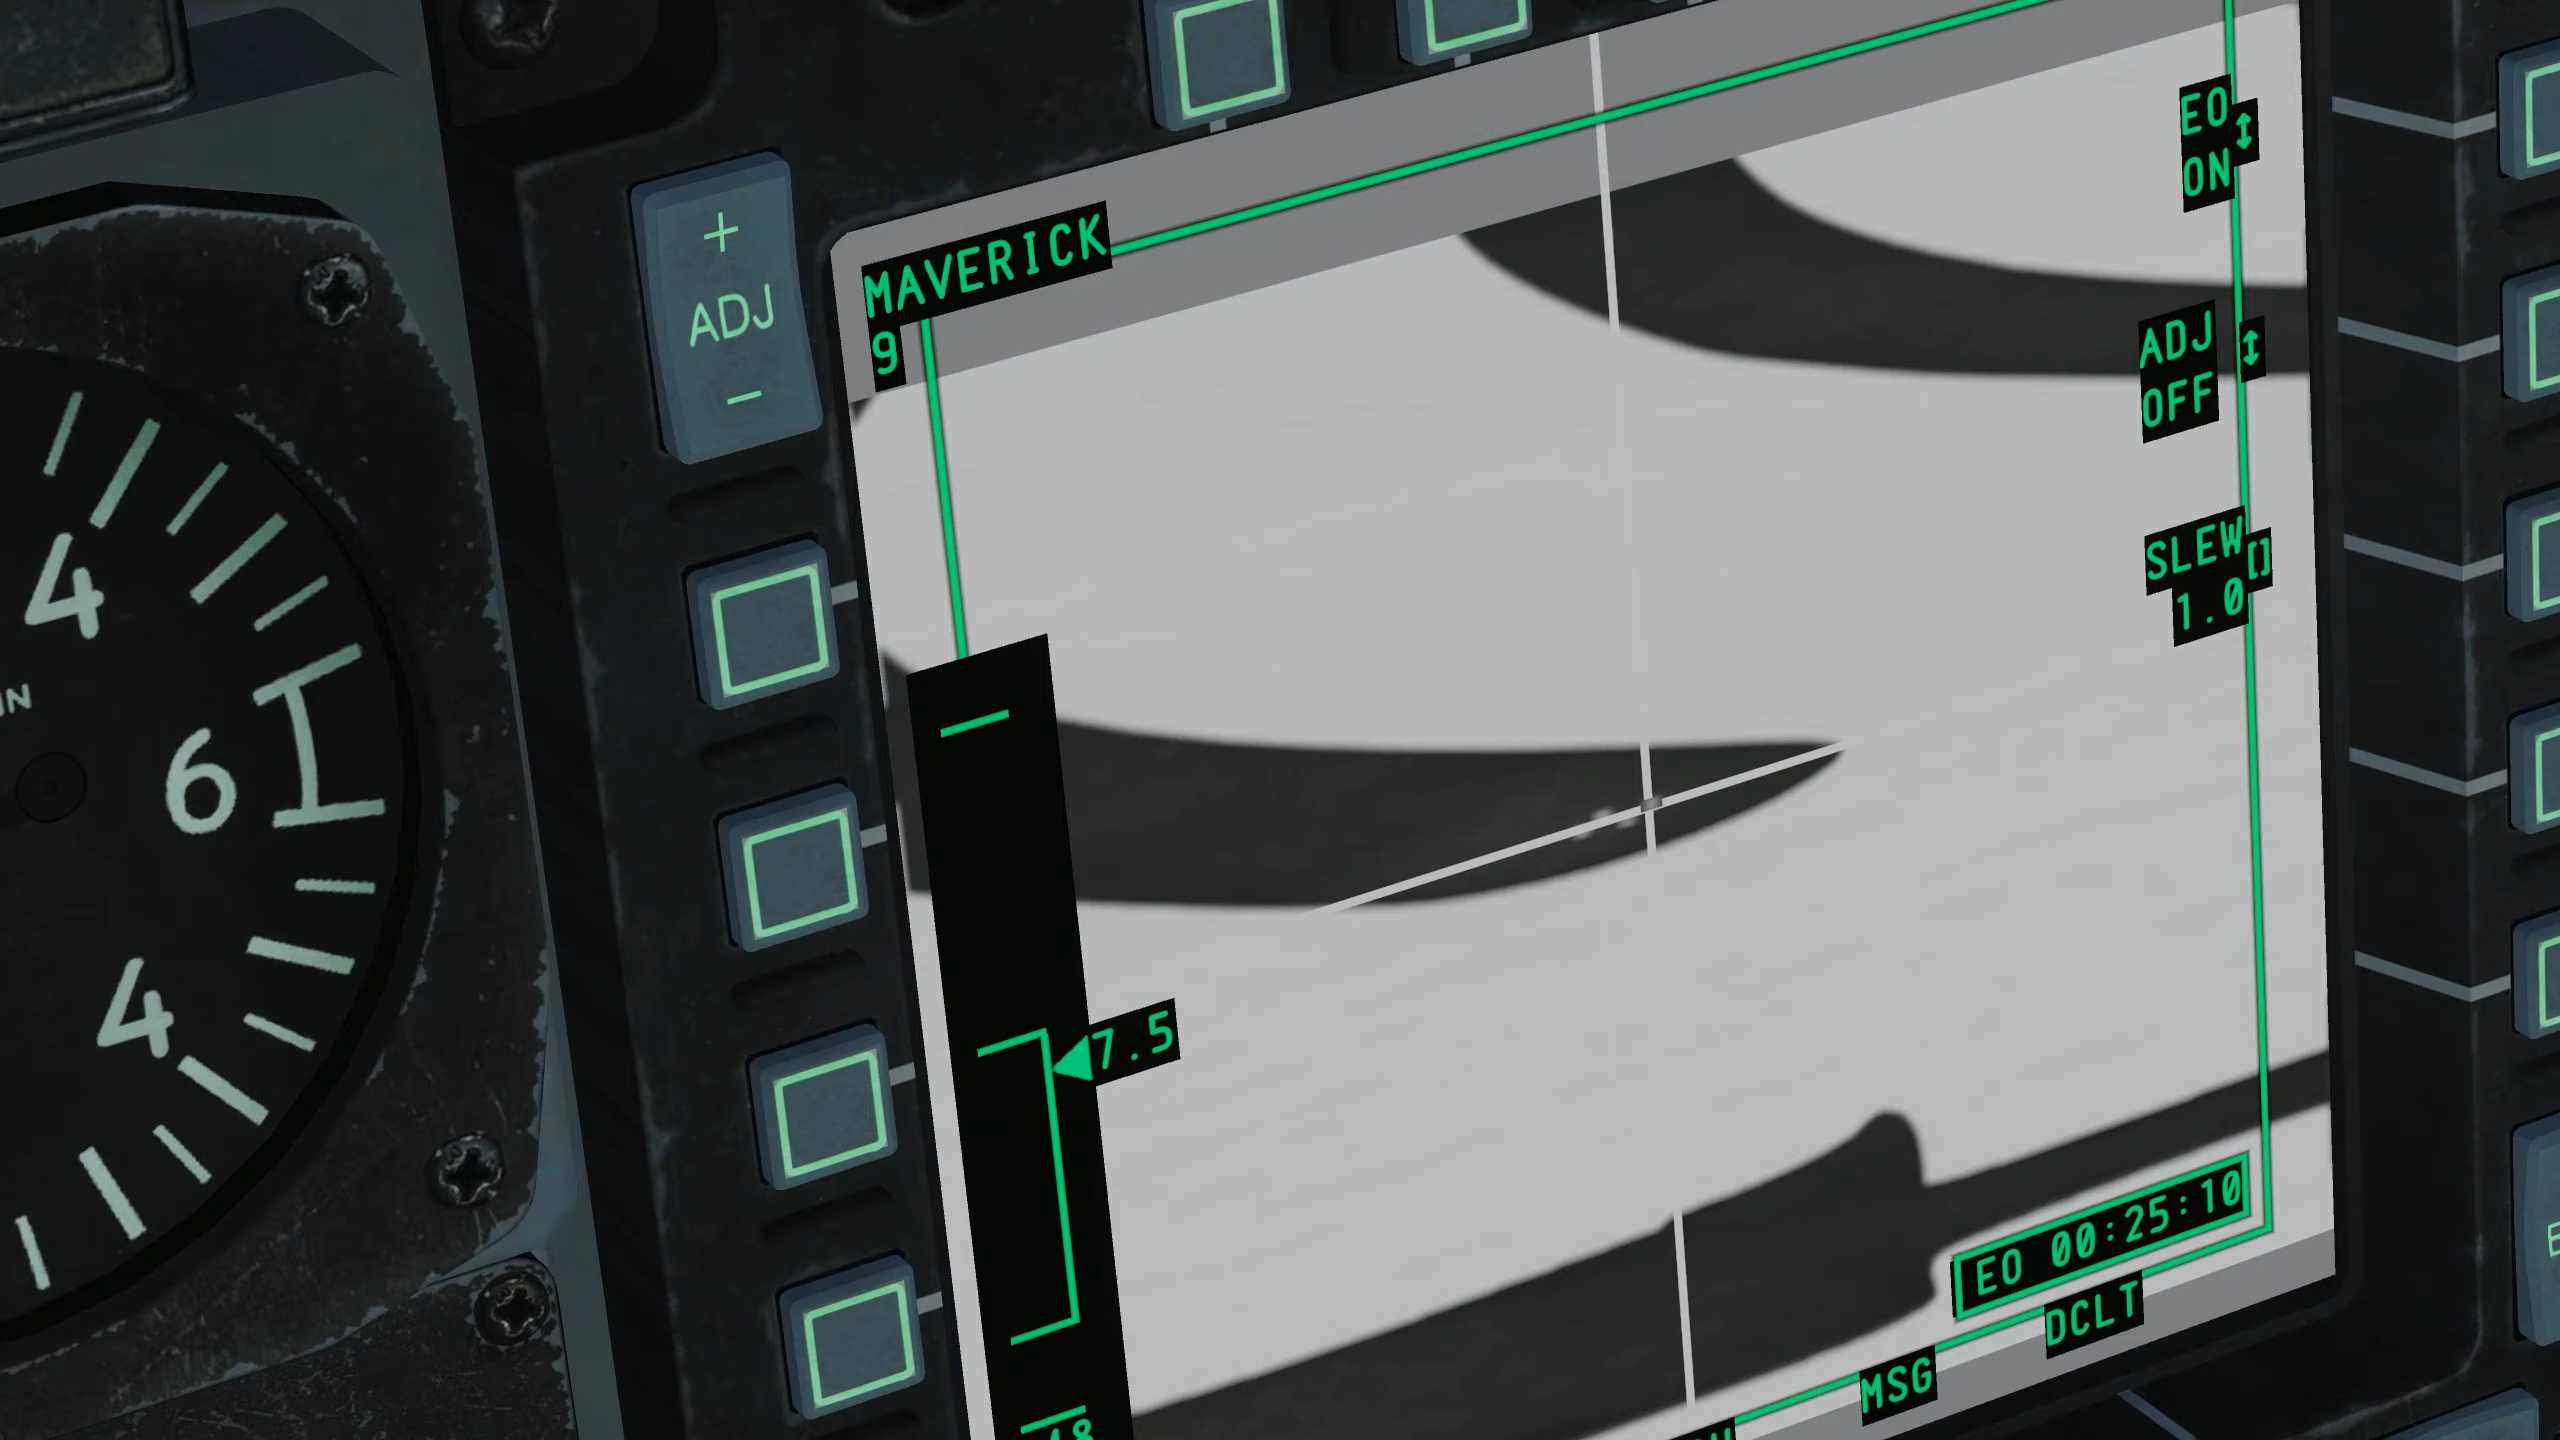 +
ADJ
−
MAVERICK
9
EO
ON
ADJ
OFF
SLEW []
1.0
4
6
4
7.5
EO 00:25:10
DCLT
MSG